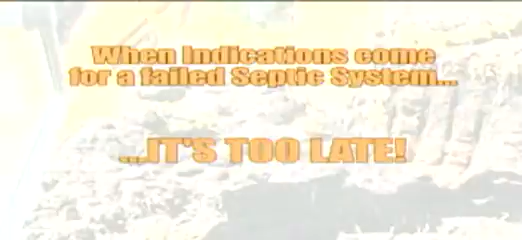 When Indications come
for a failed Septic System...
...IT'S TOO LATE!